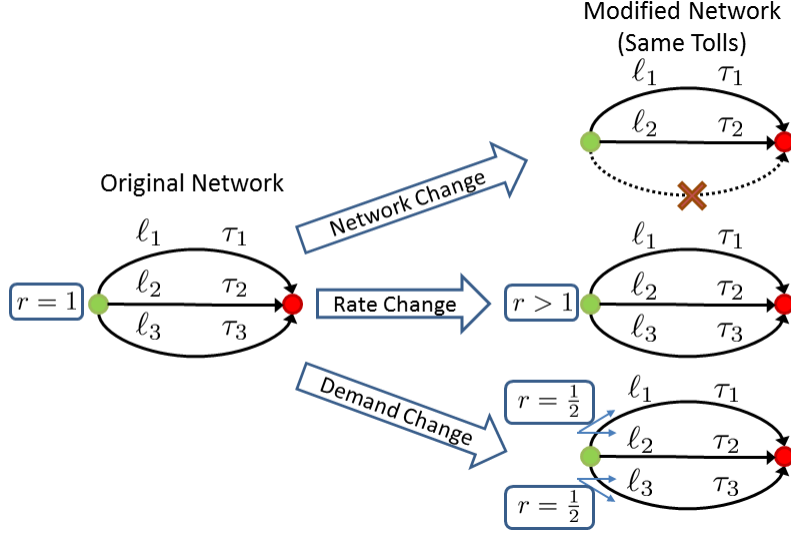 Modified Network
(Same Tolls)
ℓ₁ τ₁
ℓ₂ τ₂
Network Change
Original Network
ℓ₁ τ₁
r = 1 ℓ₂ τ₂
ℓ₃ τ₃
Rate Change
ℓ₁ τ₁
r > 1 ℓ₂ τ₂
ℓ₃ τ₃
Demand Change
r = 1/2
ℓ₁ τ₁
ℓ₂ τ₂
ℓ₃ τ₃
r = 1/2